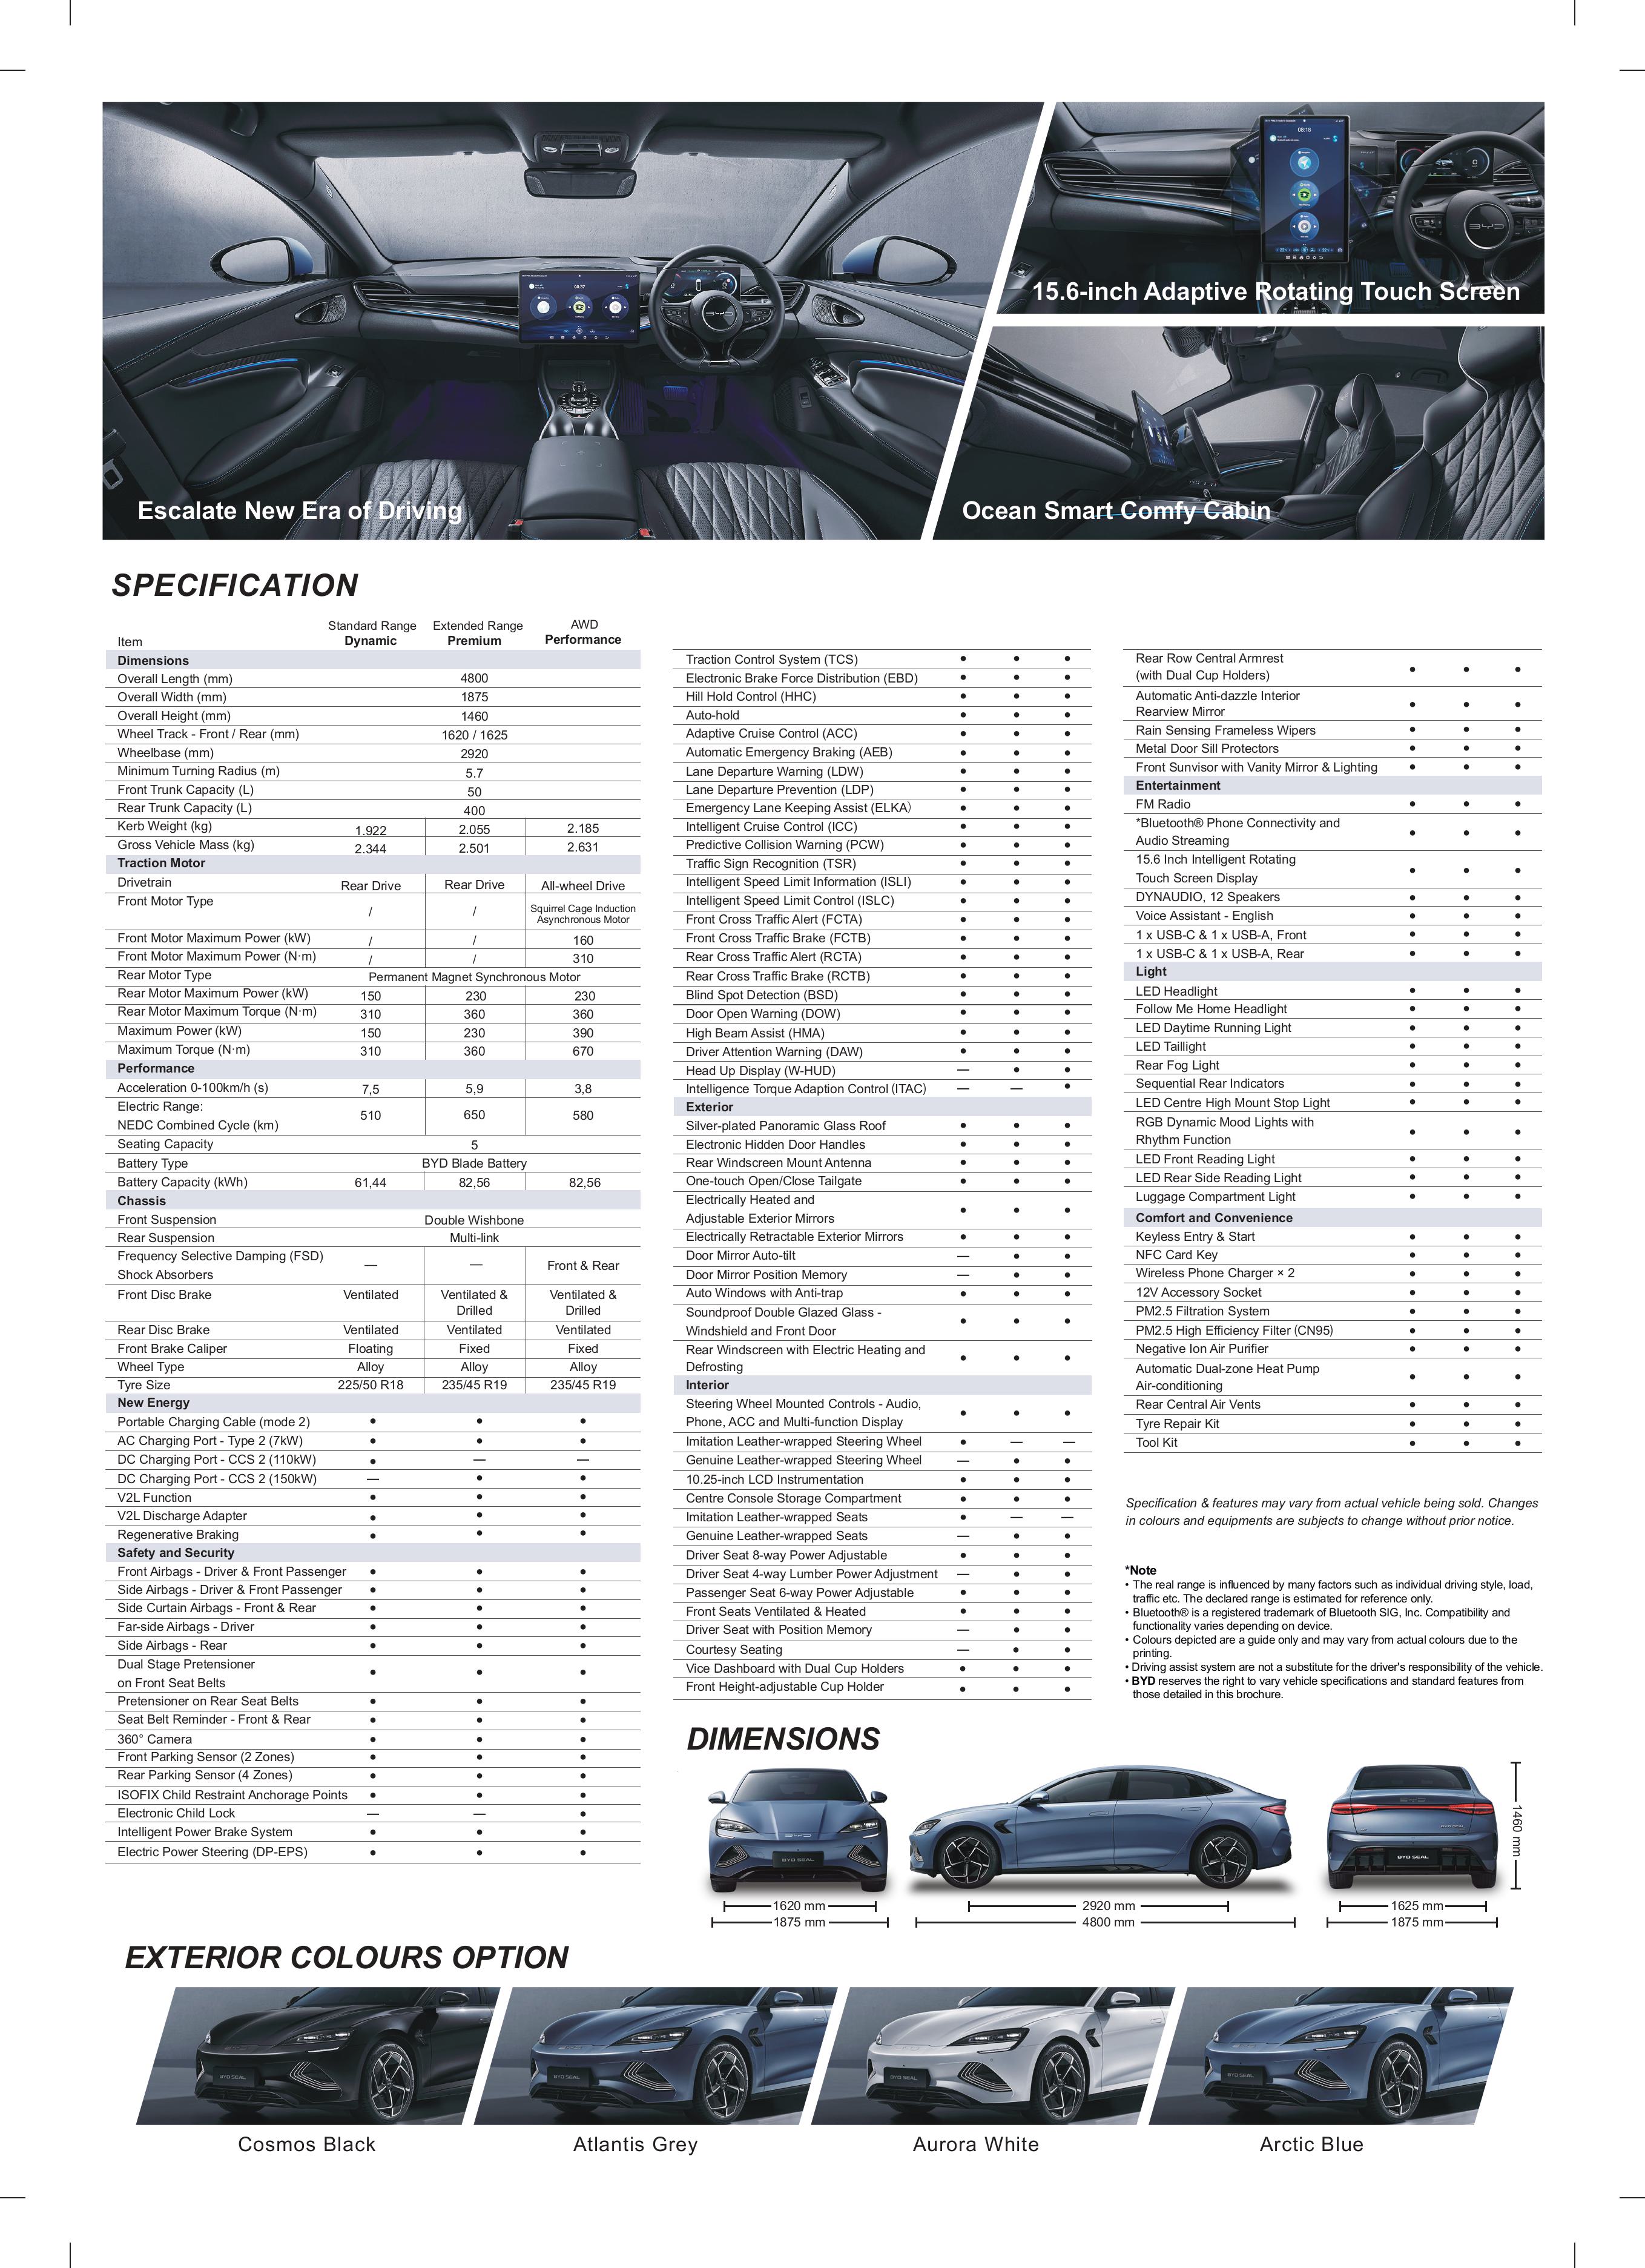 15.6-inch Adaptive Rotating Touch Screen
Escalate New Era of Driving
Ocean Smart Comfy Cabin
SPECIFICATION
Item Standard Range Dynamic Extended Range Premium AWD Performance
Dimensions
Overall Length (mm) 4800
Overall Width (mm) 1875
Overall Height (mm) 1460
Wheel Track - Front / Rear (mm) 1620 / 1625
Wheelbase (mm) 2920
Minimum Turning Radius (m) 5.7
Front Trunk Capacity (L) 50
Rear Trunk Capacity (L) 400
Kerb Weight (kg) 1.922 2.055 2.185
Gross Vehicle Mass (kg) 2.344 2.501 2.631
Traction Motor
Drivetrain Rear Drive Rear Drive All-wheel Drive
Front Motor Type / / Squirrel Cage Induction Asynchronous Motor
Front Motor Maximum Power (kW) / / 160
Front Motor Maximum Power (N·m) / / 310
Rear Motor Type Permanent Magnet Synchronous Motor
Rear Motor Maximum Power (kW) 150 230 230
Rear Motor Maximum Torque (N·m) 310 360 360
Maximum Power (kW) 150 230 390
Maximum Torque (N·m) 310 360 670
Performance
Acceleration 0-100km/h (s) 7,5 5,9 3,8
Electric Range:
NEDC Combined Cycle (km) 510 650 580
Seating Capacity 5
Battery Type BYD Blade Battery
Battery Capacity (kWh) 61,44 82,56 82,56
Chassis
Front Suspension Double Wishbone
Rear Suspension Multi-link
Frequency Selective Damping (FSD)
Shock Absorbers — — Front & Rear
Front Disc Brake Ventilated Ventilated & Drilled Ventilated & Drilled
Rear Disc Brake Ventilated Ventilated Ventilated
Front Brake Caliper Floating Fixed Fixed
Wheel Type Alloy Alloy Alloy
Tyre Size 225/50 R18 235/45 R19 235/45 R19
New Energy
Portable Charging Cable (mode 2) • • •
AC Charging Port - Type 2 (7kW) • • •
DC Charging Port - CCS 2 (110kW) • — —
DC Charging Port - CCS 2 (150kW) — • •
V2L Function • • •
V2L Discharge Adapter • • •
Regenerative Braking • • •
Safety and Security
Front Airbags - Driver & Front Passenger • • •
Side Airbags - Driver & Front Passenger • • •
Side Curtain Airbags - Front & Rear • • •
Far-side Airbags - Driver • • •
Side Airbags - Rear • • •
Dual Stage Pretensioner
on Front Seat Belts • • •
Pretensioner on Rear Seat Belts • • •
Seat Belt Reminder - Front & Rear • • •
360° Camera • • •
Front Parking Sensor (2 Zones) • • •
Rear Parking Sensor (4 Zones) • • •
ISOFIX Child Restraint Anchorage Points • • •
Electronic Child Lock — — •
Intelligent Power Brake System • • •
Electric Power Steering (DP-EPS) • • •
Traction Control System (TCS) • • •
Electronic Brake Force Distribution (EBD) • • •
Hill Hold Control (HHC) • • •
Auto-hold • • •
Adaptive Cruise Control (ACC) • • •
Automatic Emergency Braking (AEB) • • •
Lane Departure Warning (LDW) • • •
Lane Departure Prevention (LDP) • • •
Emergency Lane Keeping Assist (ELKA) • • •
Intelligent Cruise Control (ICC) • • •
Predictive Collision Warning (PCW) • • •
Traffic Sign Recognition (TSR) • • •
Intelligent Speed Limit Information (ISLI) • • •
Intelligent Speed Limit Control (ISLC) • • •
Front Cross Traffic Alert (FCTA) • • •
Front Cross Traffic Brake (FCTB) • • •
Rear Cross Traffic Alert (RCTA) • • •
Rear Cross Traffic Brake (RCTB) • • •
Blind Spot Detection (BSD) • • •
Door Open Warning (DOW) • • •
High Beam Assist (HMA) • • •
Driver Attention Warning (DAW) • • •
Head Up Display (W-HUD) — • •
Intelligence Torque Adaption Control (ITAC) — — •
Exterior
Silver-plated Panoramic Glass Roof • • •
Electronic Hidden Door Handles • • •
Rear Windscreen Mount Antenna • • •
One-touch Open/Close Tailgate • • •
Electrically Heated and
Adjustable Exterior Mirrors • • •
Electrically Retractable Exterior Mirrors • • •
Door Mirror Auto-tilt — • •
Door Mirror Position Memory — • •
Auto Windows with Anti-trap • • •
Soundproof Double Glazed Glass -
Windshield and Front Door • • •
Rear Windscreen with Electric Heating and
Defrosting • • •
Interior
Steering Wheel Mounted Controls - Audio,
Phone, ACC and Multi-function Display • • •
Imitation Leather-wrapped Steering Wheel • — —
Genuine Leather-wrapped Steering Wheel — • •
10.25-inch LCD Instrumentation • • •
Centre Console Storage Compartment • • •
Imitation Leather-wrapped Seats • — —
Genuine Leather-wrapped Seats — • •
Driver Seat 8-way Power Adjustable • • •
Driver Seat 4-way Lumber Power Adjustment — • •
Passenger Seat 6-way Power Adjustable • • •
Front Seats Ventilated & Heated • • •
Driver Seat with Position Memory — • •
Courtesy Seating — • •
Vice Dashboard with Dual Cup Holders • • •
Front Height-adjustable Cup Holder • • •
Rear Row Central Armrest
(with Dual Cup Holders) • • •
Automatic Anti-dazzle Interior
Rearview Mirror • • •
Rain Sensing Frameless Wipers • • •
Metal Door Sill Protectors • • •
Front Sunvisor with Vanity Mirror & Lighting • • •
Entertainment
FM Radio • • •
*Bluetooth® Phone Connectivity and
Audio Streaming • • •
15.6 Inch Intelligent Rotating
Touch Screen Display • • •
DYNAUDIO, 12 Speakers • • •
Voice Assistant - English • • •
1 x USB-C & 1 x USB-A, Front • • •
1 x USB-C & 1 x USB-A, Rear • • •
Light
LED Headlight • • •
Follow Me Home Headlight • • •
LED Daytime Running Light • • •
LED Taillight • • •
Rear Fog Light • • •
Sequential Rear Indicators • • •
LED Centre High Mount Stop Light • • •
RGB Dynamic Mood Lights with
Rhythm Function • • •
LED Front Reading Light • • •
LED Rear Side Reading Light • • •
Luggage Compartment Light • • •
Comfort and Convenience
Keyless Entry & Start • • •
NFC Card Key • • •
Wireless Phone Charger × 2 • • •
12V Accessory Socket • • •
PM2.5 Filtration System • • •
PM2.5 High Efficiency Filter (CN95) • • •
Negative Ion Air Purifier • • •
Automatic Dual-zone Heat Pump
Air-conditioning • • •
Rear Central Air Vents • • •
Tyre Repair Kit • • •
Tool Kit • • •
Specification & features may vary from actual vehicle being sold. Changes
in colours and equipments are subjects to change without prior notice.
*Note
• The real range is influenced by many factors such as individual driving style, load,
traffic etc. The declared range is estimated for reference only.
• Bluetooth® is a registered trademark of Bluetooth SIG, Inc. Compatibility and
functionality varies depending on device.
• Colours depicted are a guide only and may vary from actual colours due to the
printing.
• Driving assist system are not a substitute for the driver's responsibility of the vehicle.
• BYD reserves the right to vary vehicle specifications and standard features from
those detailed in this brochure.
DIMENSIONS
BYD SEAL
BYD SEAL
1460 mm
1620 mm 2920 mm 1625 mm
1875 mm 4800 mm 1875 mm
EXTERIOR COLOURS OPTION
BYD SEAL BYD SEAL BYD SEAL BYD SEAL
Cosmos Black Atlantis Grey Aurora White Arctic Blue